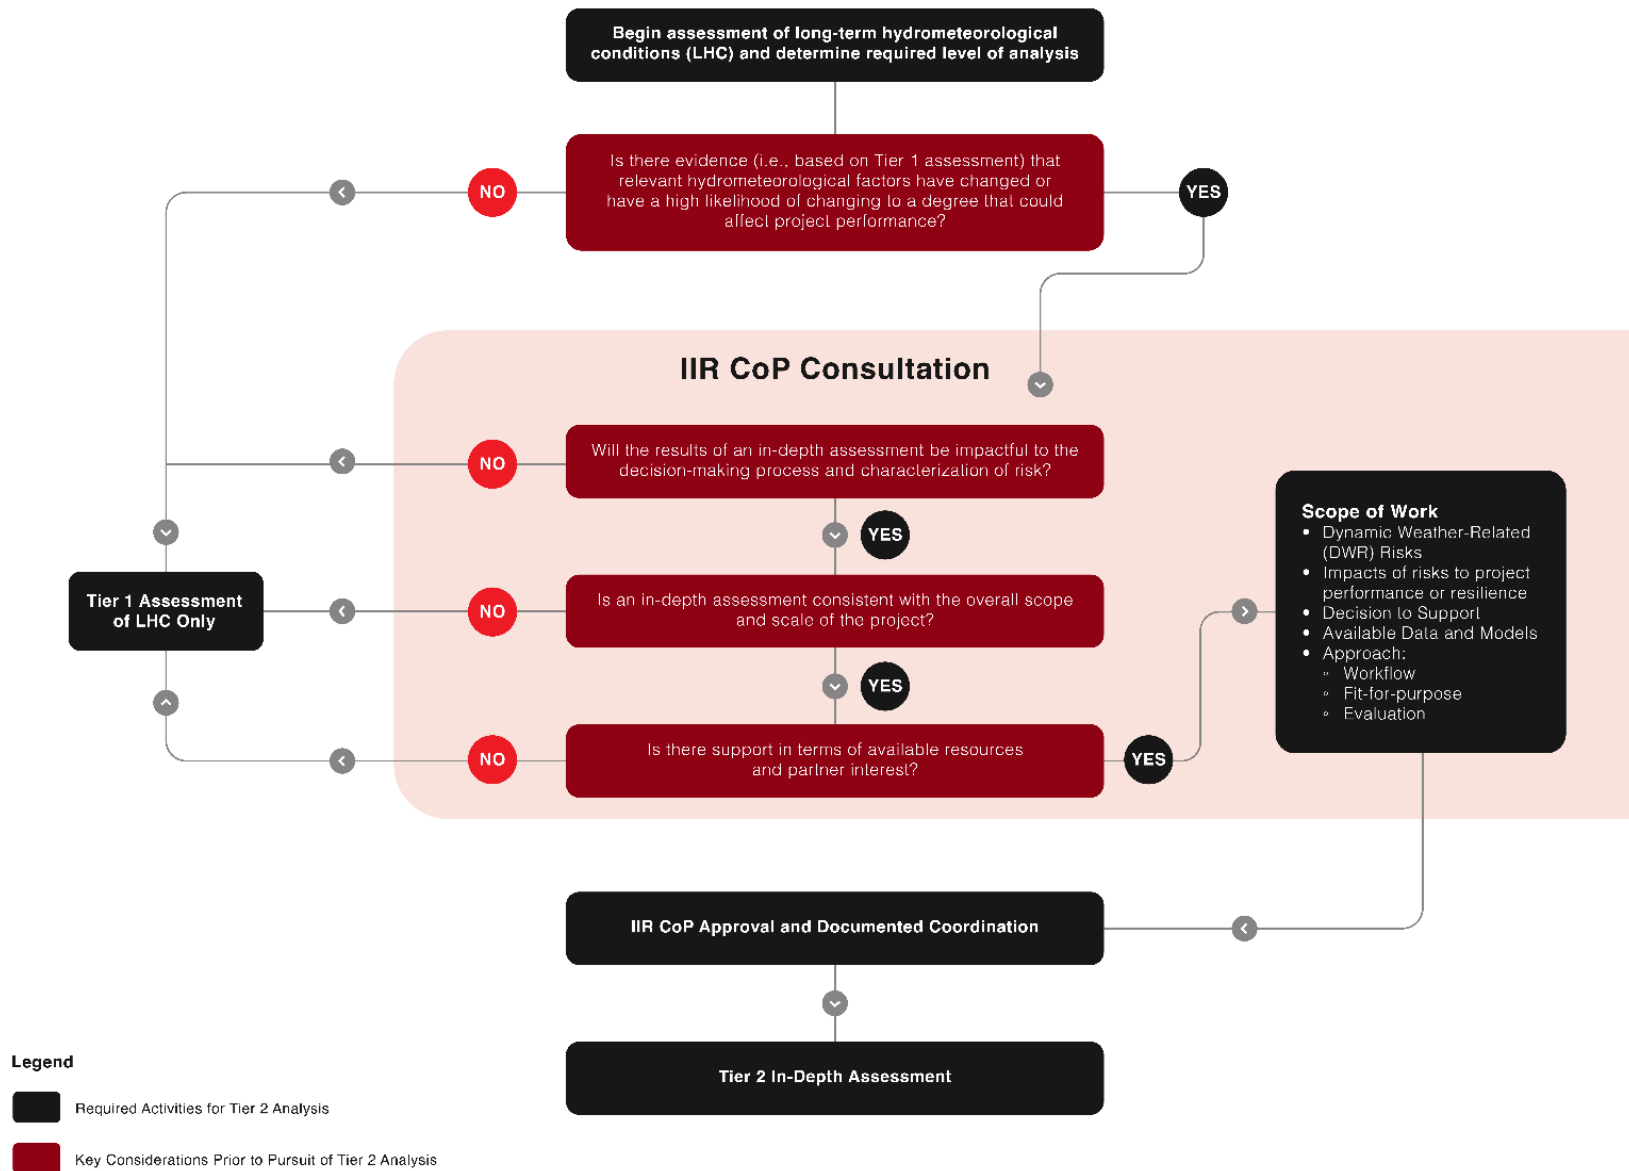 Begin assessment of long-term hydrometeorological
conditions (LHC) and determine required level of analysis
Is there evidence (i.e., based on Tier 1 assessment) that
relevant hydrometeorological factors have changed or
have a high likelihood of changing to a degree that could
affect project performance?
NO
YES
IIR CoP Consultation
Will the results of an in-depth assessment be impactful to the
decision-making process and characterization of risk?
NO
YES
Is an in-depth assessment consistent with the overall scope
and scale of the project?
NO
YES
Is there support in terms of available resources
and partner interest?
NO
YES
Tier 1 Assessment
of LHC Only
Scope of Work
• Dynamic Weather-Related
(DWR) Risks
• Impacts of risks to project
performance or resilience
• Decision to Support
• Available Data and Models
• Approach:
◦ Workflow
◦ Fit-for-purpose
◦ Evaluation
IIR CoP Approval and Documented Coordination
Tier 2 In-Depth Assessment
Legend
Required Activities for Tier 2 Analysis
Key Considerations Prior to Pursuit of Tier 2 Analysis